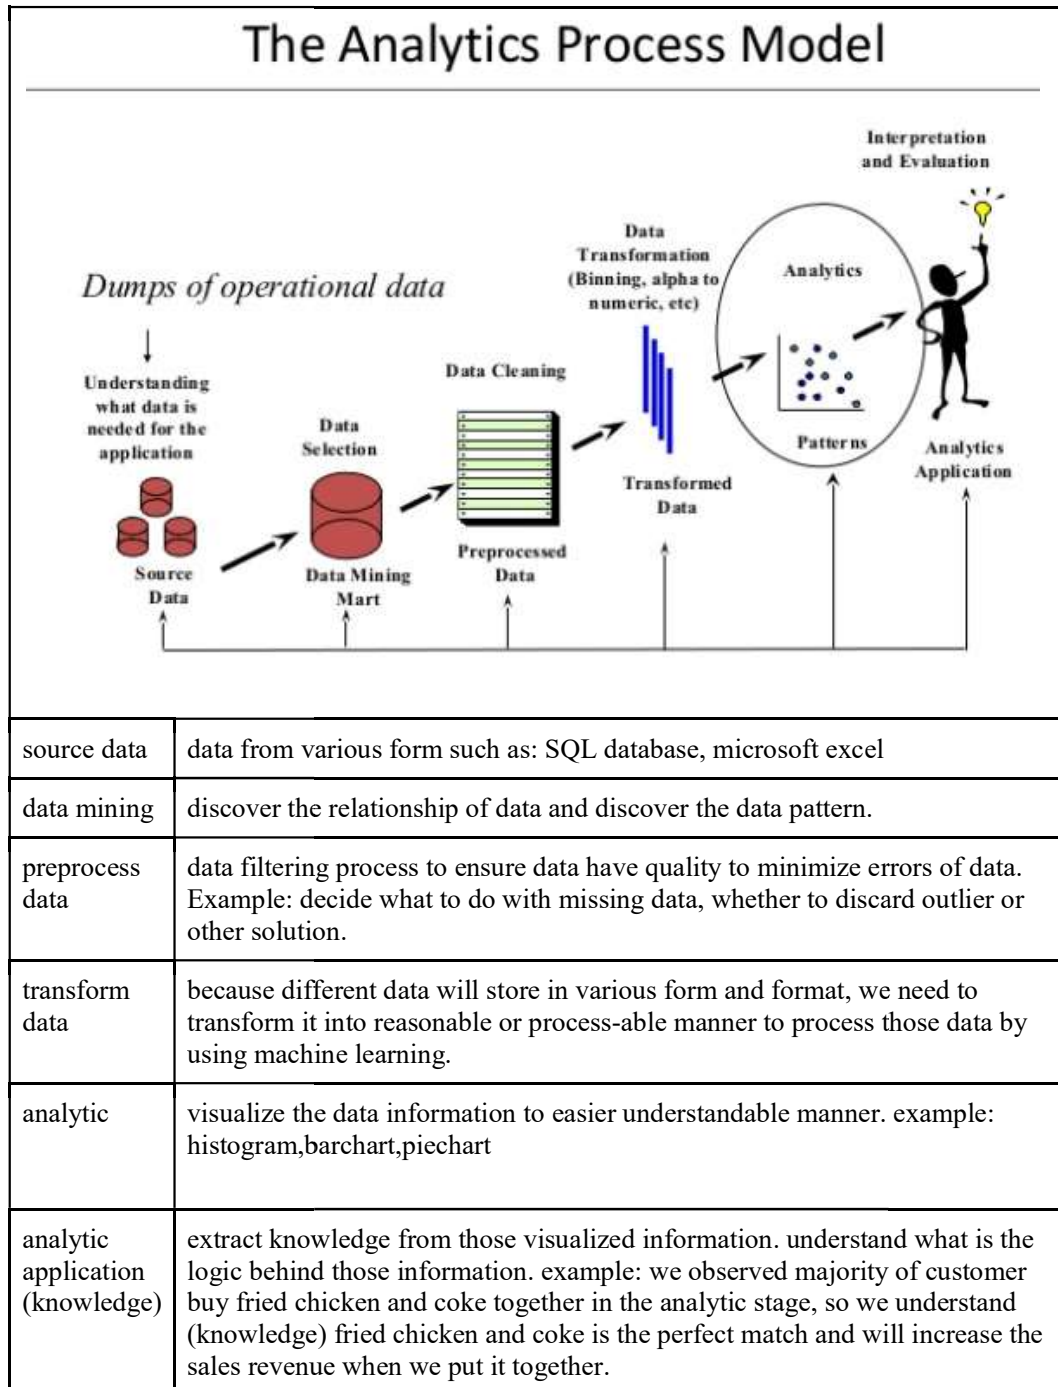 The Analytics Process Model
Interpretation
and Evaluation
Data
Transformation
(Binning, alpha to
numeric, etc)
Analytics
Dumps of operational data
Understanding
what data is
needed for the
application
Data
Selection
Data Cleaning
Patterns
Analytics
Application
Transformed
Data
Source
Data
Data Mining
Mart
Preprocessed
Data
source data
data from various form such as: SQL database, microsoft excel
data mining
discover the relationship of data and discover the data pattern.
preprocess
data
data filtering process to ensure data have quality to minimize errors of data.
Example: decide what to do with missing data, whether to discard outlier or
other solution.
transform
data
because different data will store in various form and format, we need to
transform it into reasonable or process-able manner to process those data by
using machine learning.
analytic
visualize the data information to easier understandable manner. example:
histogram,barchart,piechart
analytic
application
(knowledge)
extract knowledge from those visualized information. understand what is the
logic behind those information. example: we observed majority of customer
buy fried chicken and coke together in the analytic stage, so we understand
(knowledge) fried chicken and coke is the perfect match and will increase the
sales revenue when we put it together.